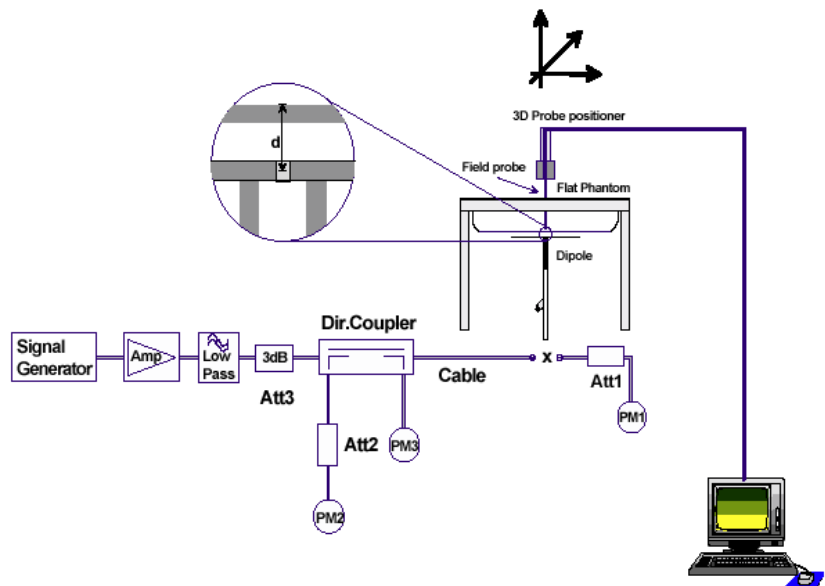 3D Probe positioner
d
Field probe
Flat Phantom
Dipole
Dir.Coupler
Signal
Generator
Amp
Low
Pass
3dB
Cable
x
Att1
Att3
PM1
Att2
PM3
PM2